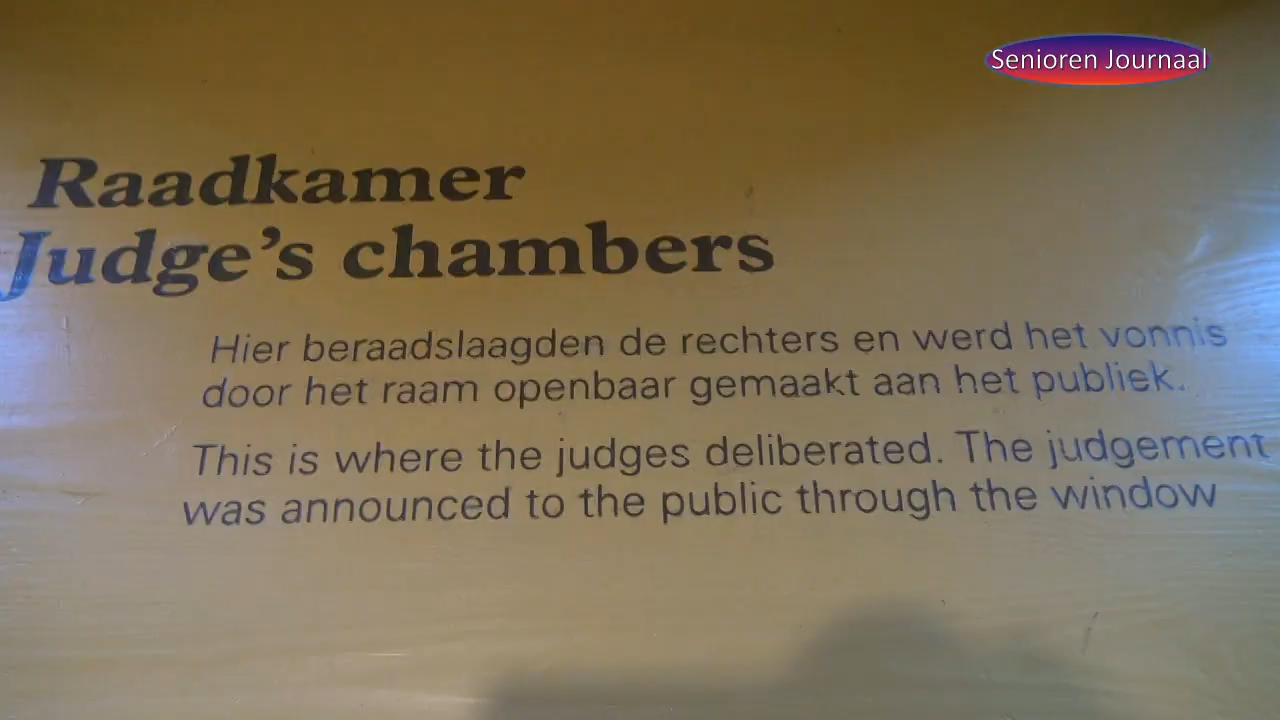 Senioren Journaal
Raadkamer
Judge's chambers
Hier beraadslaagden de rechters en werd het vonnis
door het raam openbaar gemaakt aan het publiek.
This is where the judges deliberated. The judgement
was announced to the public through the window